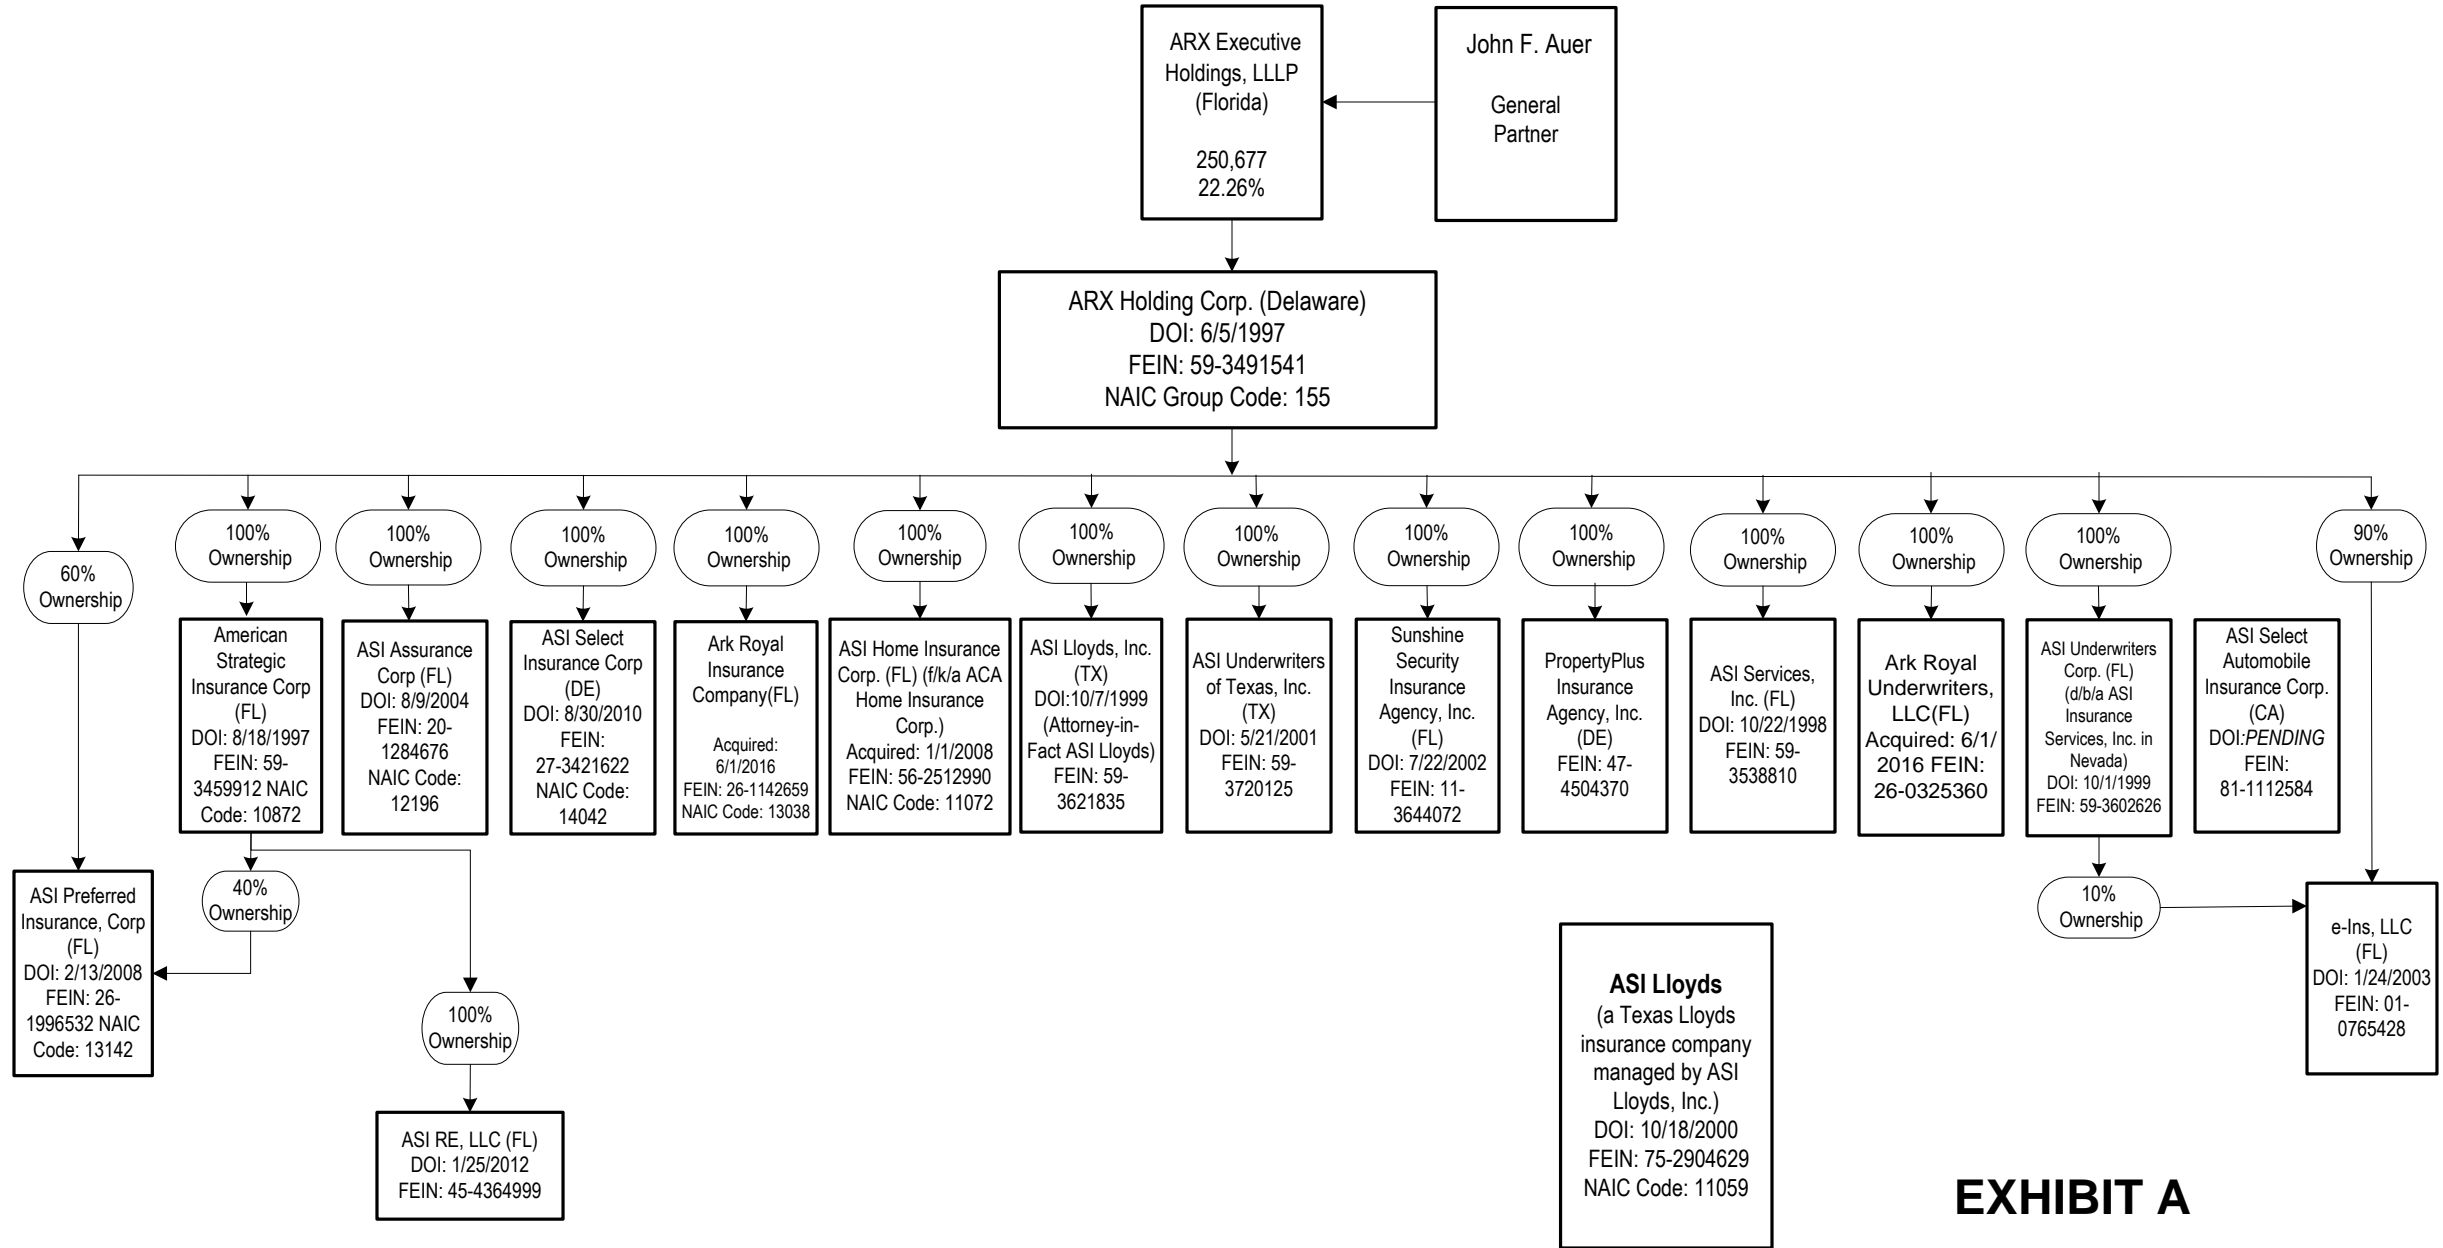 ARX Executive
Holdings, LLLP
(Florida)
250,677
22.26%
John F. Auer
General
Partner
ARX Holding Corp. (Delaware)
DOI: 6/5/1997
FEIN: 59-3491541
NAIC Group Code: 155
60%
Ownership
100%
Ownership
100%
Ownership
100%
Ownership
100%
Ownership
100%
Ownership
100%
Ownership
100%
Ownership
100%
Ownership
100%
Ownership
100%
Ownership
100%
Ownership
100%
Ownership
90%
Ownership
American
Strategic
Insurance Corp
(FL)
DOI: 8/18/1997
FEIN: 59-
3459912 NAIC
Code: 10872
ASI Assurance
Corp (FL)
DOI: 8/9/2004
FEIN: 20-
1284676
NAIC Code:
12196
ASI Select
Insurance Corp
(DE)
DOI: 8/30/2010
FEIN:
27-3421622
NAIC Code:
14042
Ark Royal
Insurance
Company(FL)
Acquired:
6/1/2016
FEIN: 26-1142659
NAIC Code: 13038
ASI Home Insurance
Corp. (FL) (f/k/a ACA
Home Insurance
Corp.)
Acquired: 1/1/2008
FEIN: 56-2512990
NAIC Code: 11072
ASI Lloyds, Inc.
(TX)
DOI:10/7/1999
(Attorney-in-
Fact ASI Lloyds)
FEIN: 59-
3621835
ASI Underwriters
of Texas, Inc.
(TX)
DOI: 5/21/2001
FEIN: 59-
3720125
Sunshine
Security
Insurance
Agency, Inc.
(FL)
DOI: 7/22/2002
FEIN: 11-
3644072
PropertyPlus
Insurance
Agency, Inc.
(DE)
FEIN: 47-
4504370
ASI Services,
Inc. (FL)
DOI: 10/22/1998
FEIN: 59-
3538810
Ark Royal
Underwriters,
LLC(FL)
Acquired: 6/1/
2016 FEIN:
26-0325360
ASI Underwriters
Corp. (FL)
(d/b/a ASI
Insurance
Services, Inc. in
Nevada)
DOI: 10/1/1999
FEIN: 59-3602626
ASI Select
Automobile
Insurance Corp.
(CA)
DOI:PENDING
FEIN:
81-1112584
ASI Preferred
Insurance, Corp
(FL)
DOI: 2/13/2008
FEIN: 26-
1996532 NAIC
Code: 13142
40%
Ownership
100%
Ownership
ASI RE, LLC (FL)
DOI: 1/25/2012
FEIN: 45-4364999
10%
Ownership
e-Ins, LLC
(FL)
DOI: 1/24/2003
FEIN: 01-
0765428
ASI Lloyds
(a Texas Lloyds
insurance company
managed by ASI
Lloyds, Inc.)
DOI: 10/18/2000
FEIN: 75-2904629
NAIC Code: 11059
EXHIBIT A